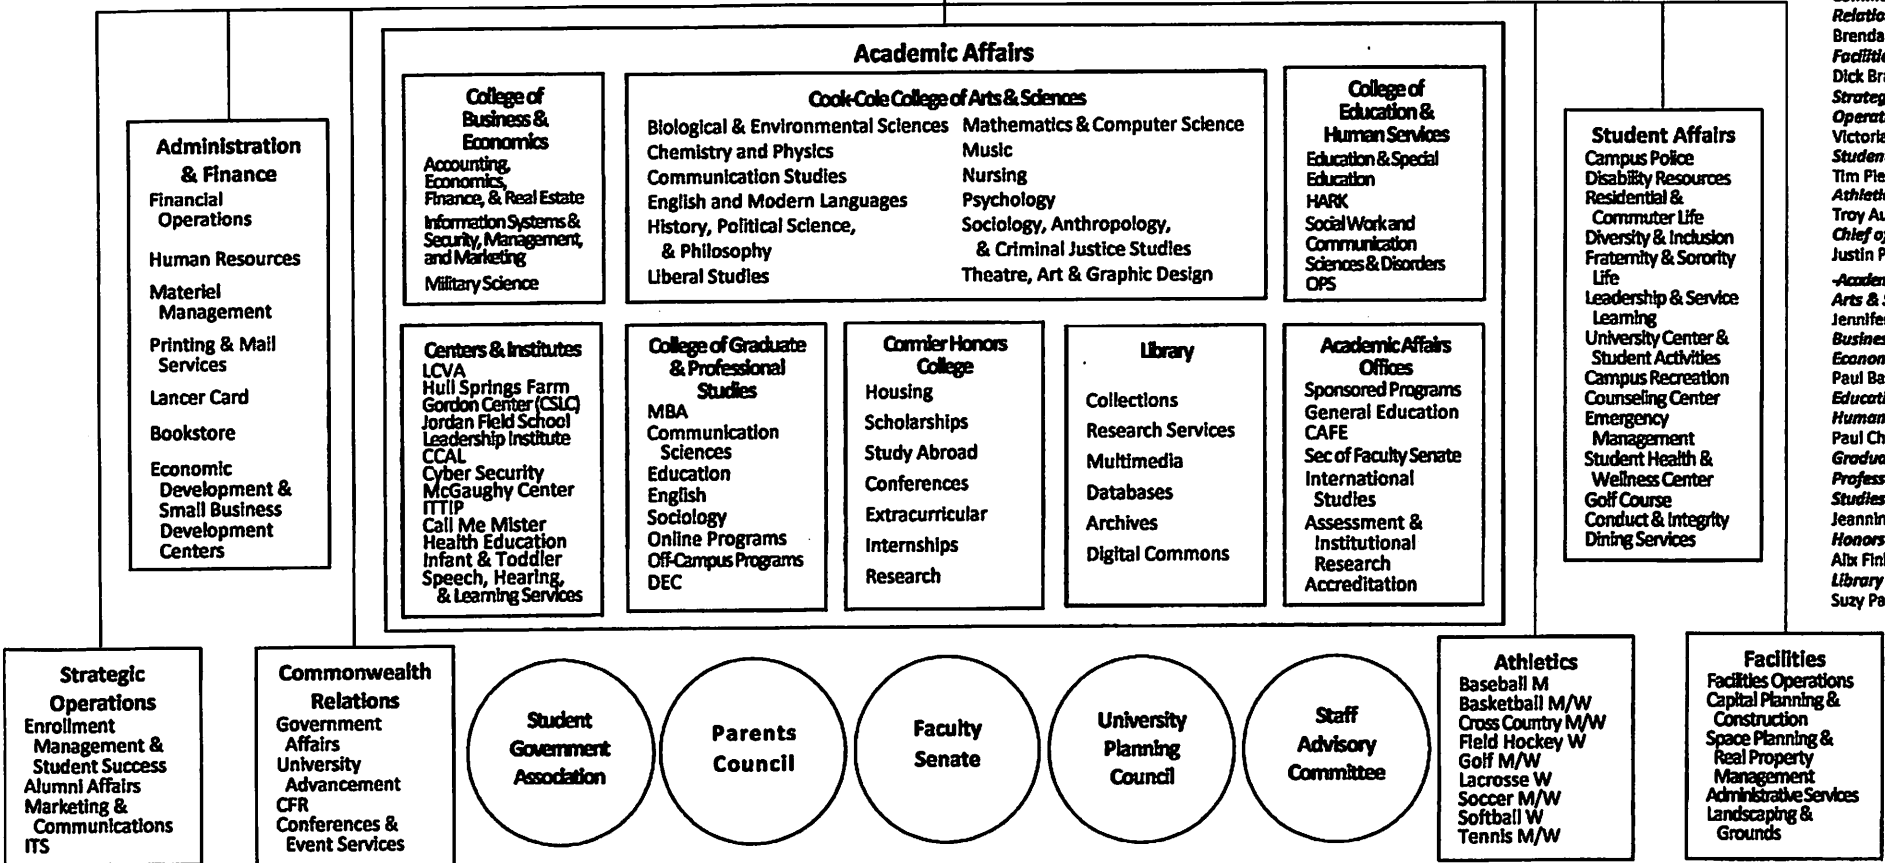 Academic Affairs
College of
Business &
Economics
Accounting,
Economics,
Finance, & Real Estate
Information Systems &
Security, Management,
and Marketing
Military Science
Cook-Cole College of Arts & Sciences
Biological & Environmental Sciences
Chemistry and Physics
Communication Studies
English and Modern Languages
History, Political Science,
& Philosophy
Liberal Studies
Mathematics & Computer Science
Music
Nursing
Psychology
Sociology, Anthropology,
& Criminal Justice Studies
Theatre, Art & Graphic Design
College of
Education &
Human Services
Education & Special
Education
HARK
Social Work and
Communication
Sciences & Disorders
OPS
Administration
& Finance
Financial
Operations
Human Resources
Materiel
Management
Printing & Mail
Services
Lancer Card
Bookstore
Economic
Development &
Small Business
Development
Centers
Centers & Institutes
LCVA
Hull Springs Farm
Gordon Center (CSLC)
Jordan Field School
Leadership Institute
CCAL
Cyber Security
McGaughy Center
ITTIP
Call Me Mister
Health Education
Infant & Toddler
Speech, Hearing,
& Learning Services
College of Graduate
& Professional
Studies
MBA
Communication
Sciences
Education
English
Sociology
Online Programs
Off-Campus Programs
DEC
Cormier Honors
College
Housing
Scholarships
Study Abroad
Conferences
Extracurricular
Internships
Research
Library
Collections
Research Services
Multimedia
Databases
Archives
Digital Commons
Academic Affairs
Offices
Sponsored Programs
General Education
CAFE
Sec of Faculty Senate
International
Studies
Assessment &
Institutional
Research
Accreditation
Student Affairs
Campus Police
Disability Resources
Residential &
Commuter Life
Diversity & Inclusion
Fraternity & Sorority
Life
Leadership & Service
Learning
University Center &
Student Activities
Campus Recreation
Counseling Center
Emergency
Management
Student Health &
Wellness Center
Golf Course
Conduct & Integrity
Dining Services
Brenda
Dick
Victoria
Tim
Troy
Justin
Arts &
Paul
Paul
Library
Suzy
Strategic
Operations
Enrollment
Management &
Student Success
Alumni Affairs
Marketing &
Communications
ITS
Commonwealth
Relations
Government
Affairs
University
Advancement
CFR
Conferences &
Event Services
Student
Government
Association
Parents
Council
Faculty
Senate
University
Planning
Council
Staff
Advisory
Committee
Athletics
Baseball M
Basketball M/W
Cross Country M/W
Field Hockey W
Golf M/W
Lacrosse W
Soccer M/W
Softball W
Tennis M/W
Facilities
Facilities Operations
Capital Planning &
Construction
Space Planning &
Real Property
Management
Administrative Services
Landscaping &
Grounds